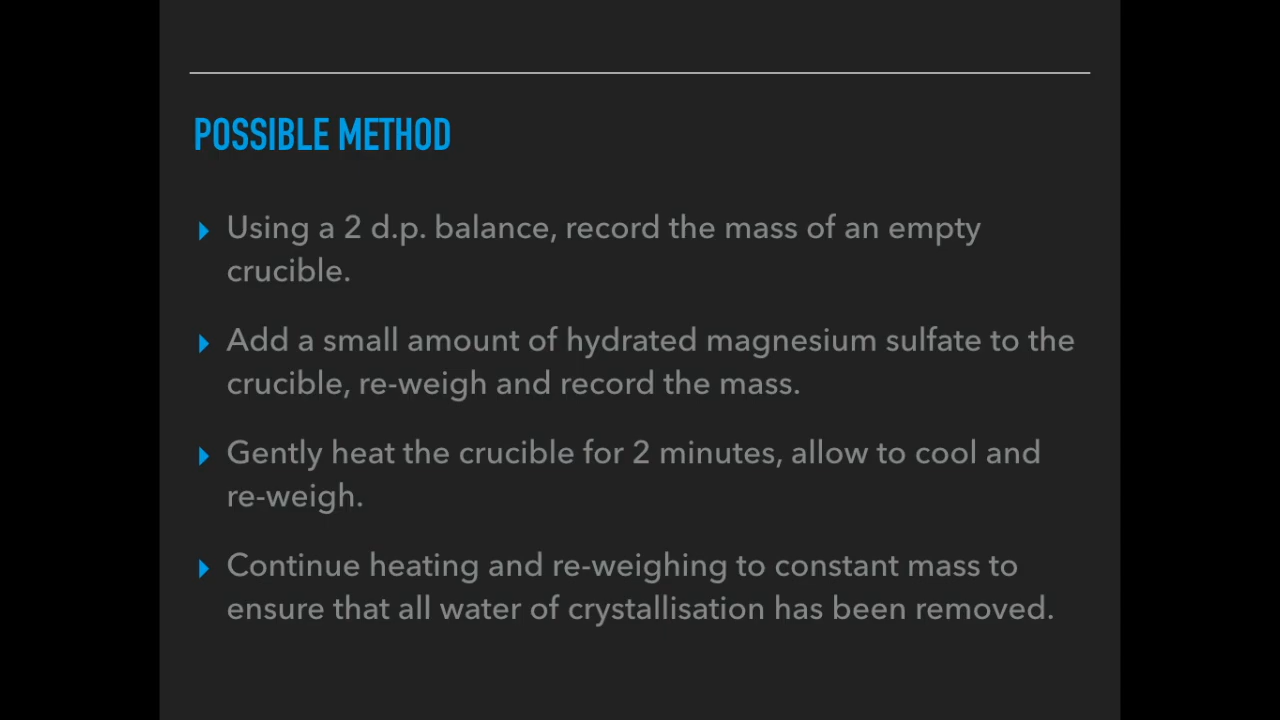 POSSIBLE METHOD
Using a 2 d.p. balance, record the mass of an empty
crucible.
Add a small amount of hydrated magnesium sulfate to the
crucible, re-weigh and record the mass.
Gently heat the crucible for 2 minutes, allow to cool and
re-weigh.
Continue heating and re-weighing to constant mass to
ensure that all water of crystallisation has been removed.